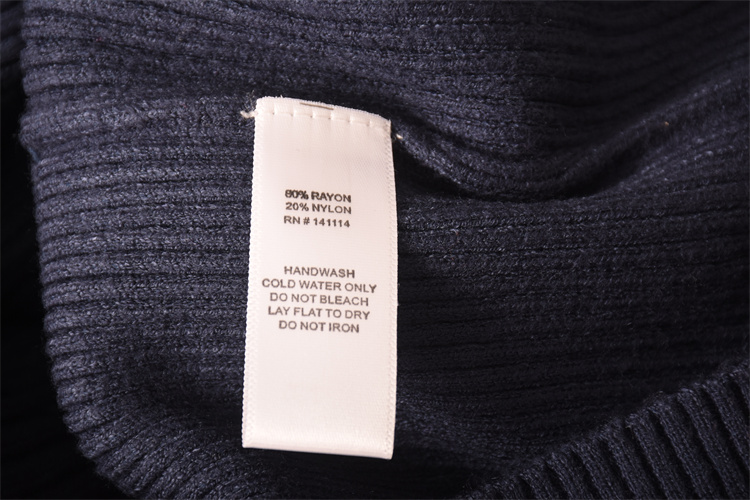 80% RAYON
20% NYLON
RN # 141114
HANDWASH
COLD WATER ONLY
DO NOT BLEACH
LAY FLAT TO DRY
DO NOT IRON